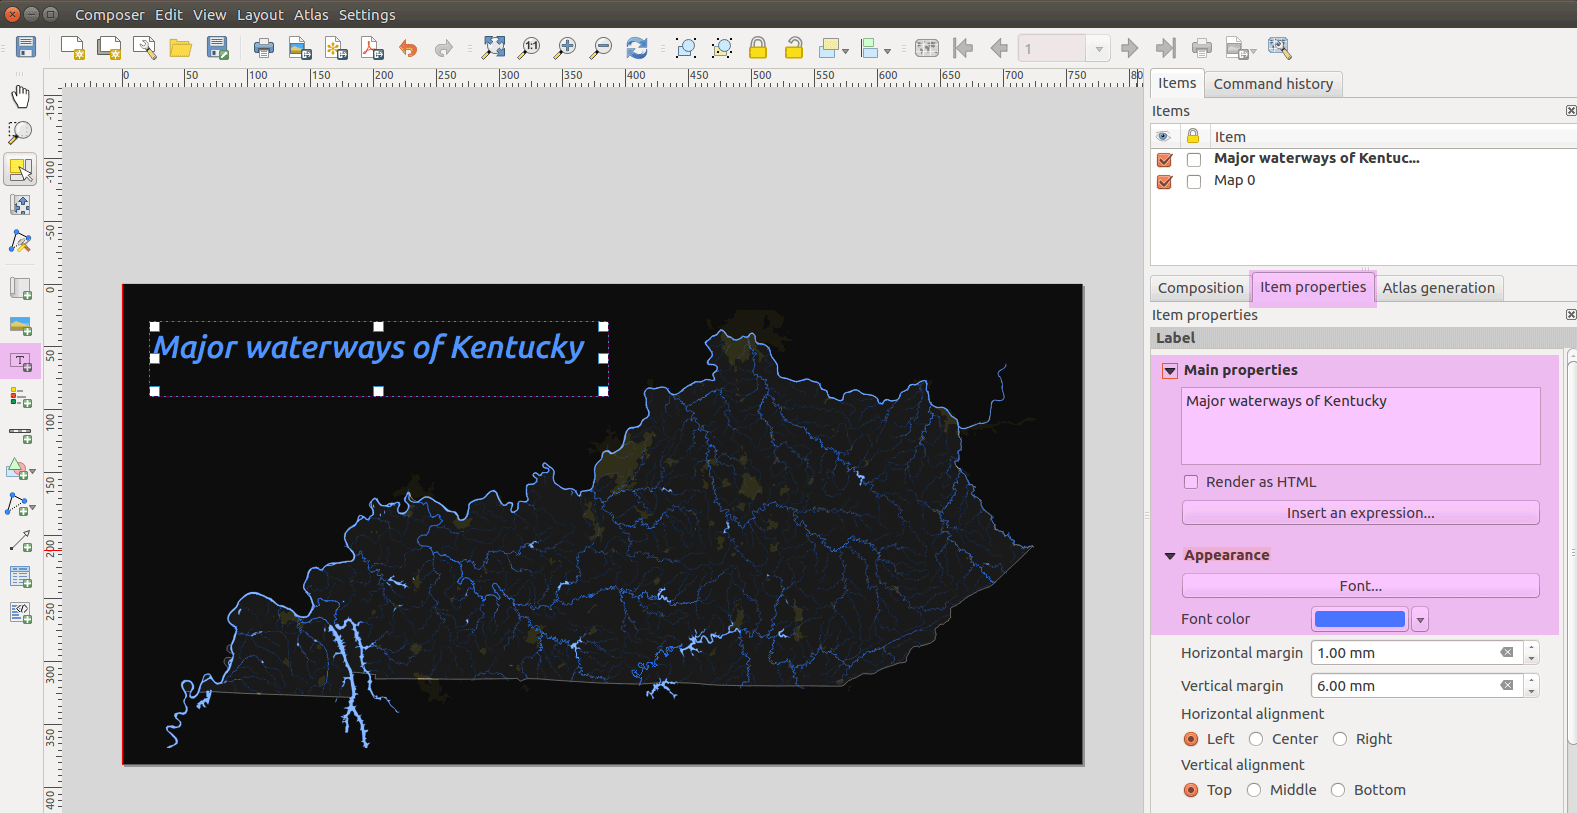 Composer Edit View Layout Atlas Settings
1:1
1
0 50 100 150 200 250 300 350 400 450 500 550 600 650 700 750 80
-150
-100
-50
0
50
100
150
200
250
300
350
400
Major waterways of Kentucky
Items Command history
Items
Item
Major waterways of Kentuc...
Map 0
Composition Item properties Atlas generation
Item properties
Label
Main properties
Major waterways of Kentucky
Render as HTML
Insert an expression...
Appearance
Font...
Font color
Horizontal margin 1.00 mm
Vertical margin 6.00 mm
Horizontal alignment
Left Center Right
Vertical alignment
Top Middle Bottom